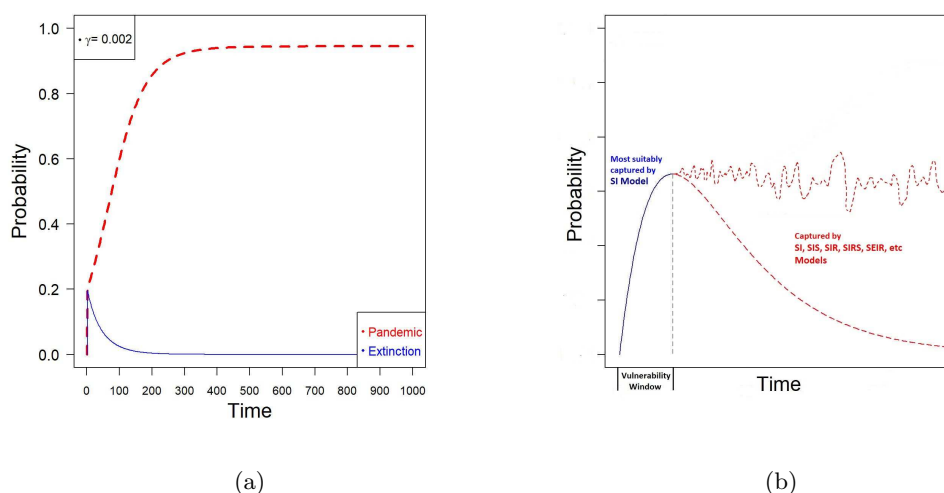 • γ= 0.002
Probability
1.0
0.8
0.6
0.4
0.2
0.0
• Pandemic
• Extinction
0 100 200 300 400 500 600 700 800 900 1000
Time
(a)
Probability
Most suitably
captured by
SI Model
Captured by
SI, SIS, SIR, SIRS, SEIR, etc
Models
Vulnerability
Window
Time
(b)